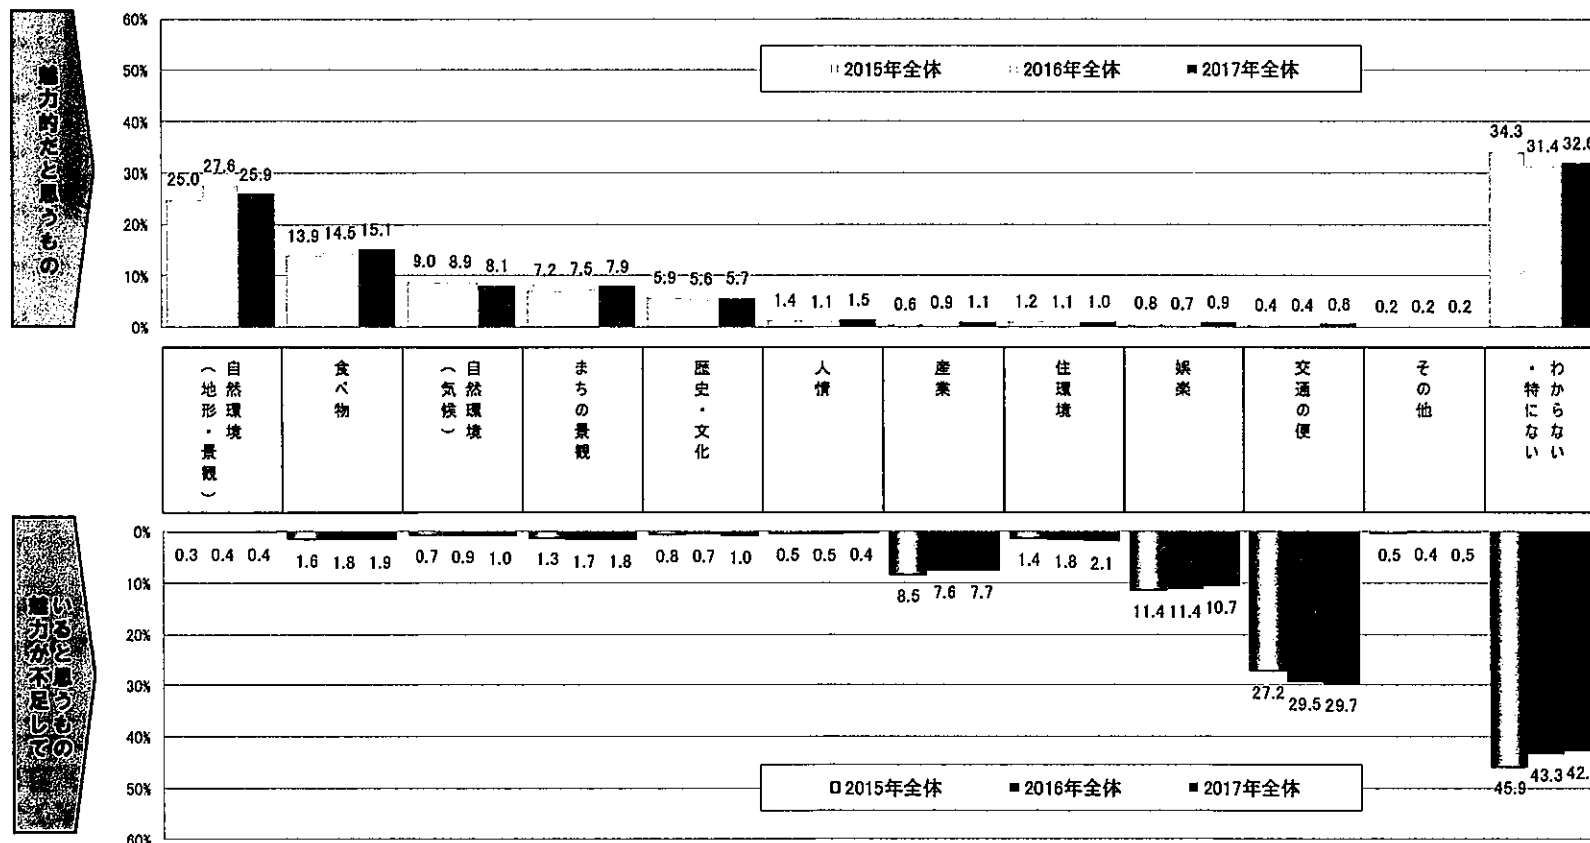 魅力的だと思うもの
60%
50%
40%
30%
20%
10%
0%
2015年全体 2016年全体 2017年全体
25.0 27.6 25.9
13.9 14.5 15.1
9.0 8.9 8.1
7.2 7.5 7.9
5.9 5.6 5.7
1.4 1.1 1.5
0.6 0.9 1.1
1.2 1.1 1.0
0.8 0.7 0.9
0.4 0.4
0.2 0.2 0.2
34.3 31.4
自然環境
(地形・景観)
食べ物
自然環境
(気候)
まちの景観
歴史・文化
人情
産業
住環境
娯楽
交通の便
その他
わからない
・特にない
魅力が不足して
いると思うもの
0%
10%
20%
30%
40%
50%
60%
0.3 0.4 0.4
1.6 1.8 1.9
0.7 0.9 1.0
1.3 1.7 1.8
0.8 0.7 1.0
0.5 0.5 0.4
8.5 7.6 7.7
1.4 1.8 2.1
11.4 11.4 10.7
27.2 29.5 29.7
0.5 0.4 0.5
45.9 43.3 42.
2015年全体 2016年全体 2017年全体